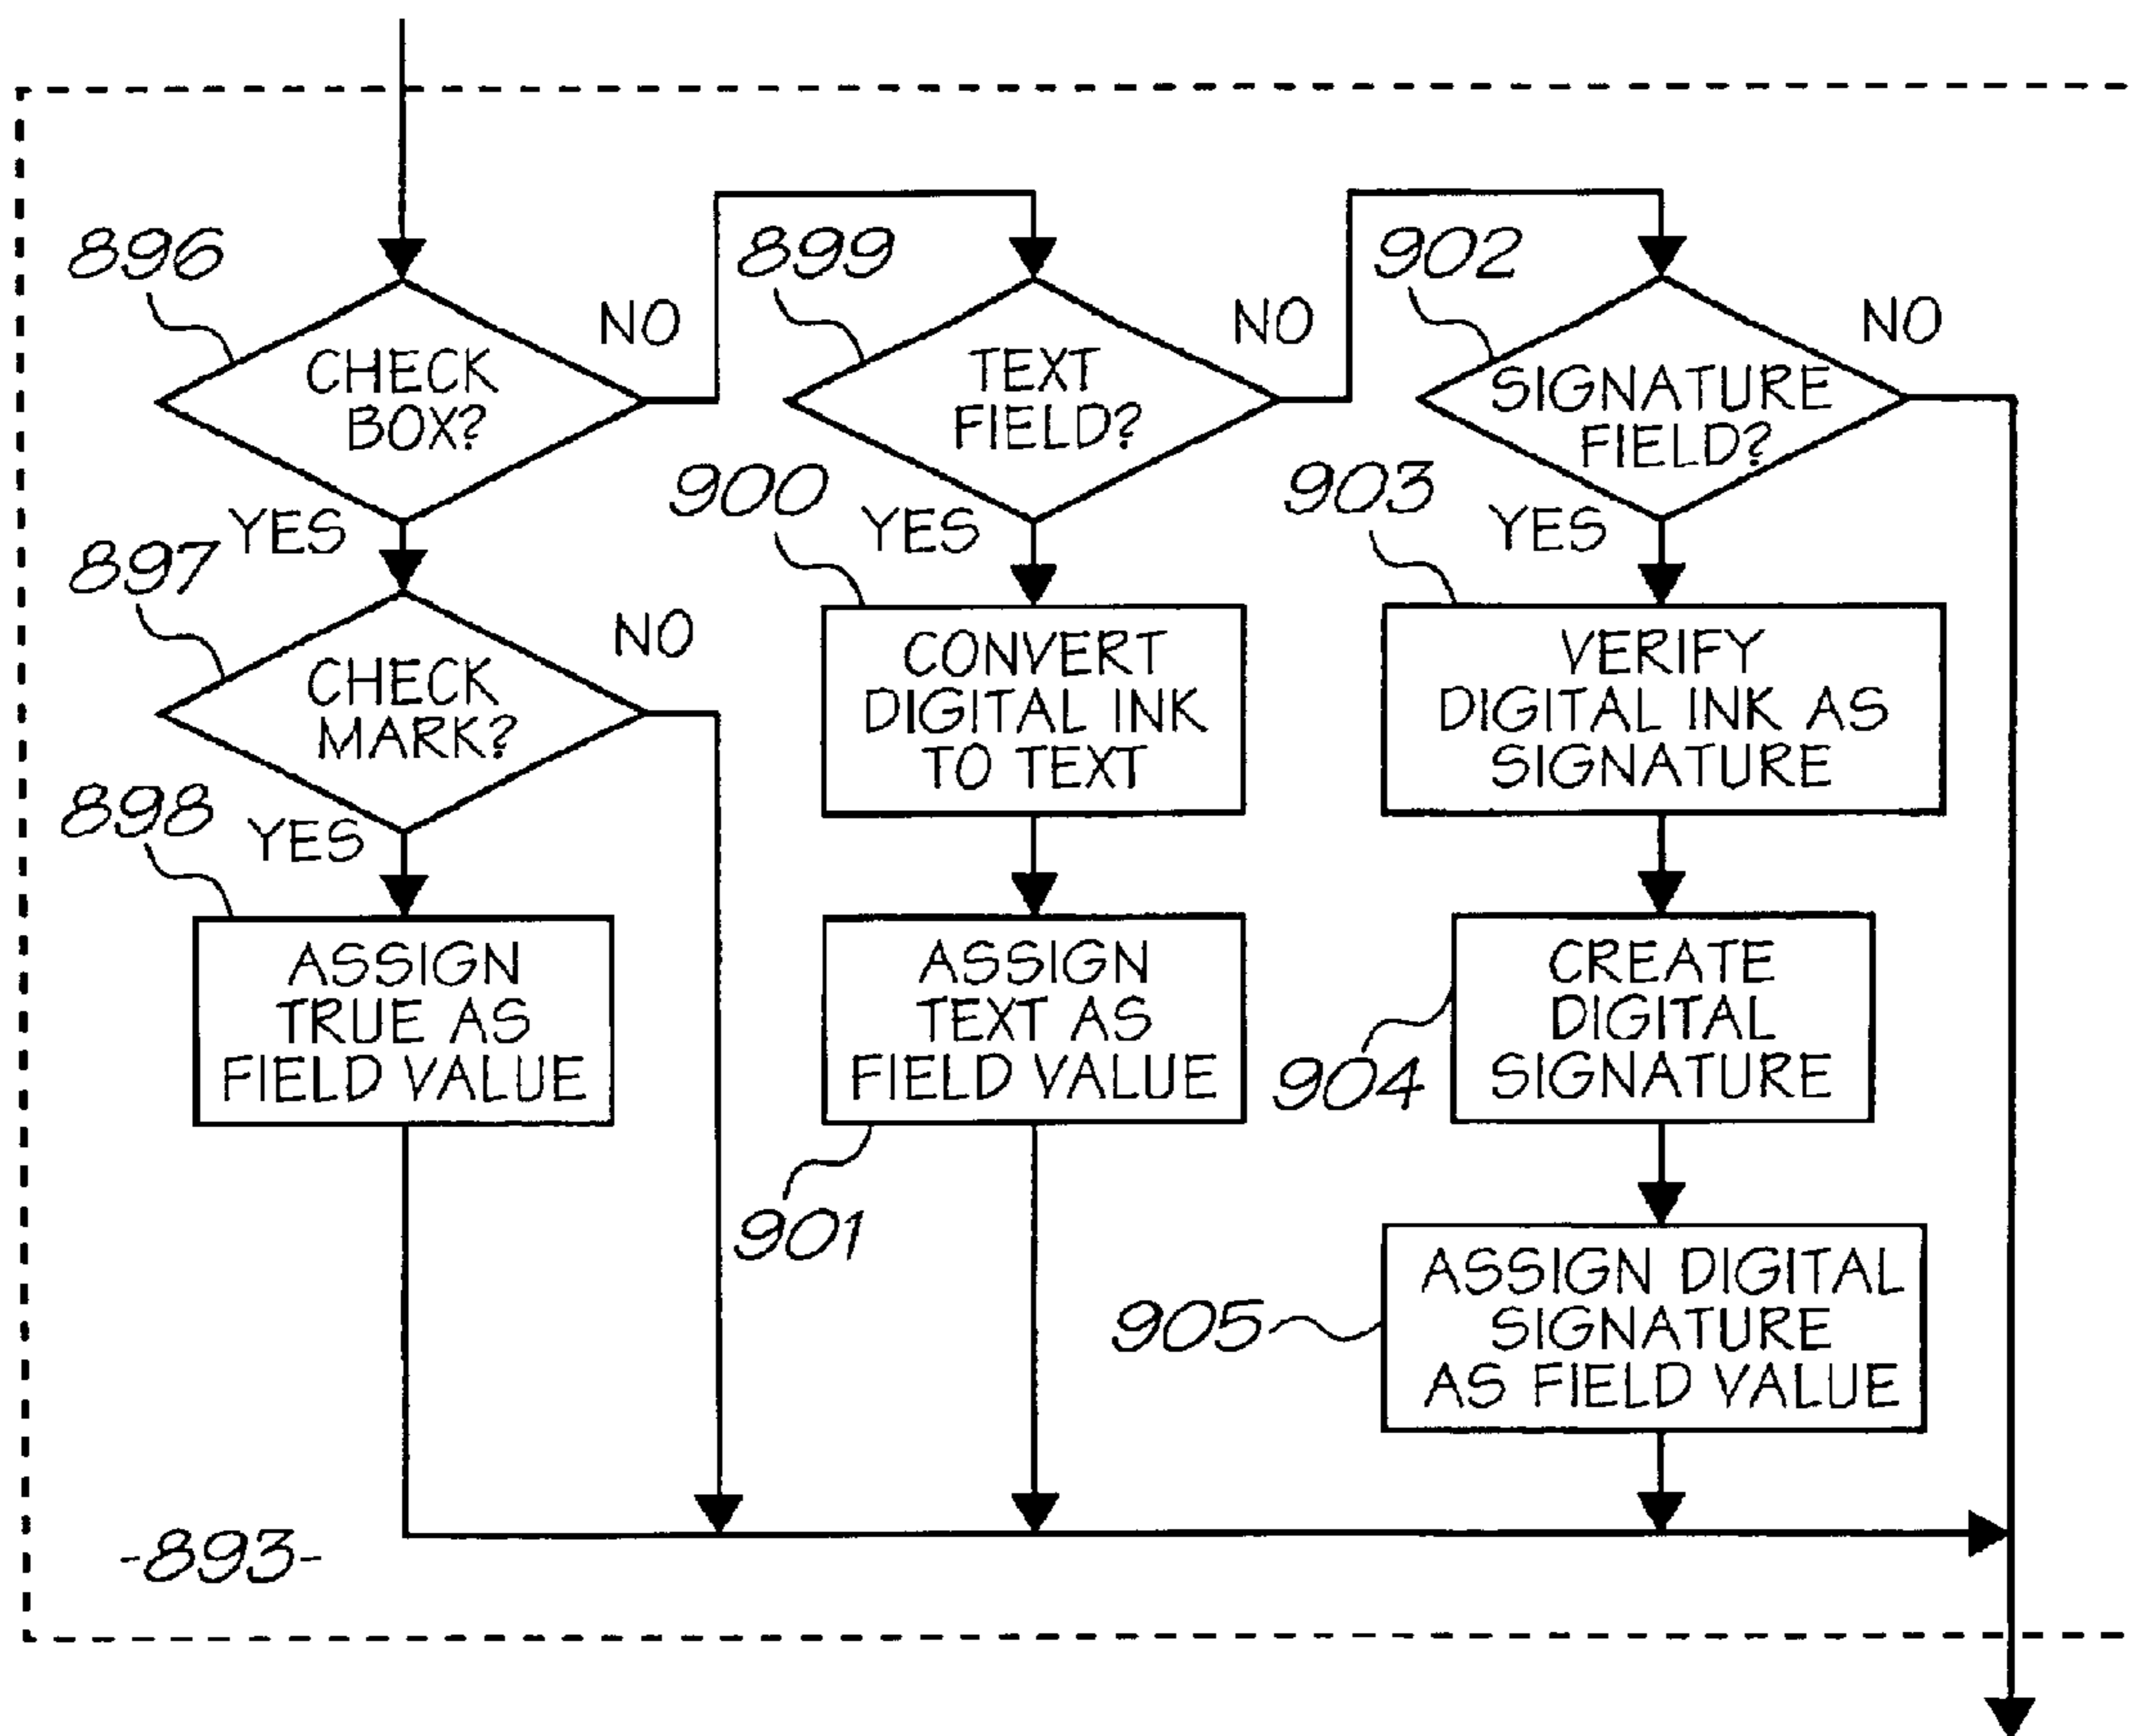 896
CHECK
BOX?
NO
YES
897
CHECK
MARK?
NO
YES
898
ASSIGN
TRUE AS
FIELD VALUE
899
TEXT
FIELD?
NO
YES
900
CONVERT
DIGITAL INK
TO TEXT
ASSIGN
TEXT AS
FIELD VALUE
901
902
SIGNATURE
FIELD?
NO
YES
903
VERIFY
DIGITAL INK AS
SIGNATURE
CREATE
DIGITAL
SIGNATURE
904
ASSIGN DIGITAL
SIGNATURE
AS FIELD VALUE
905
-893-